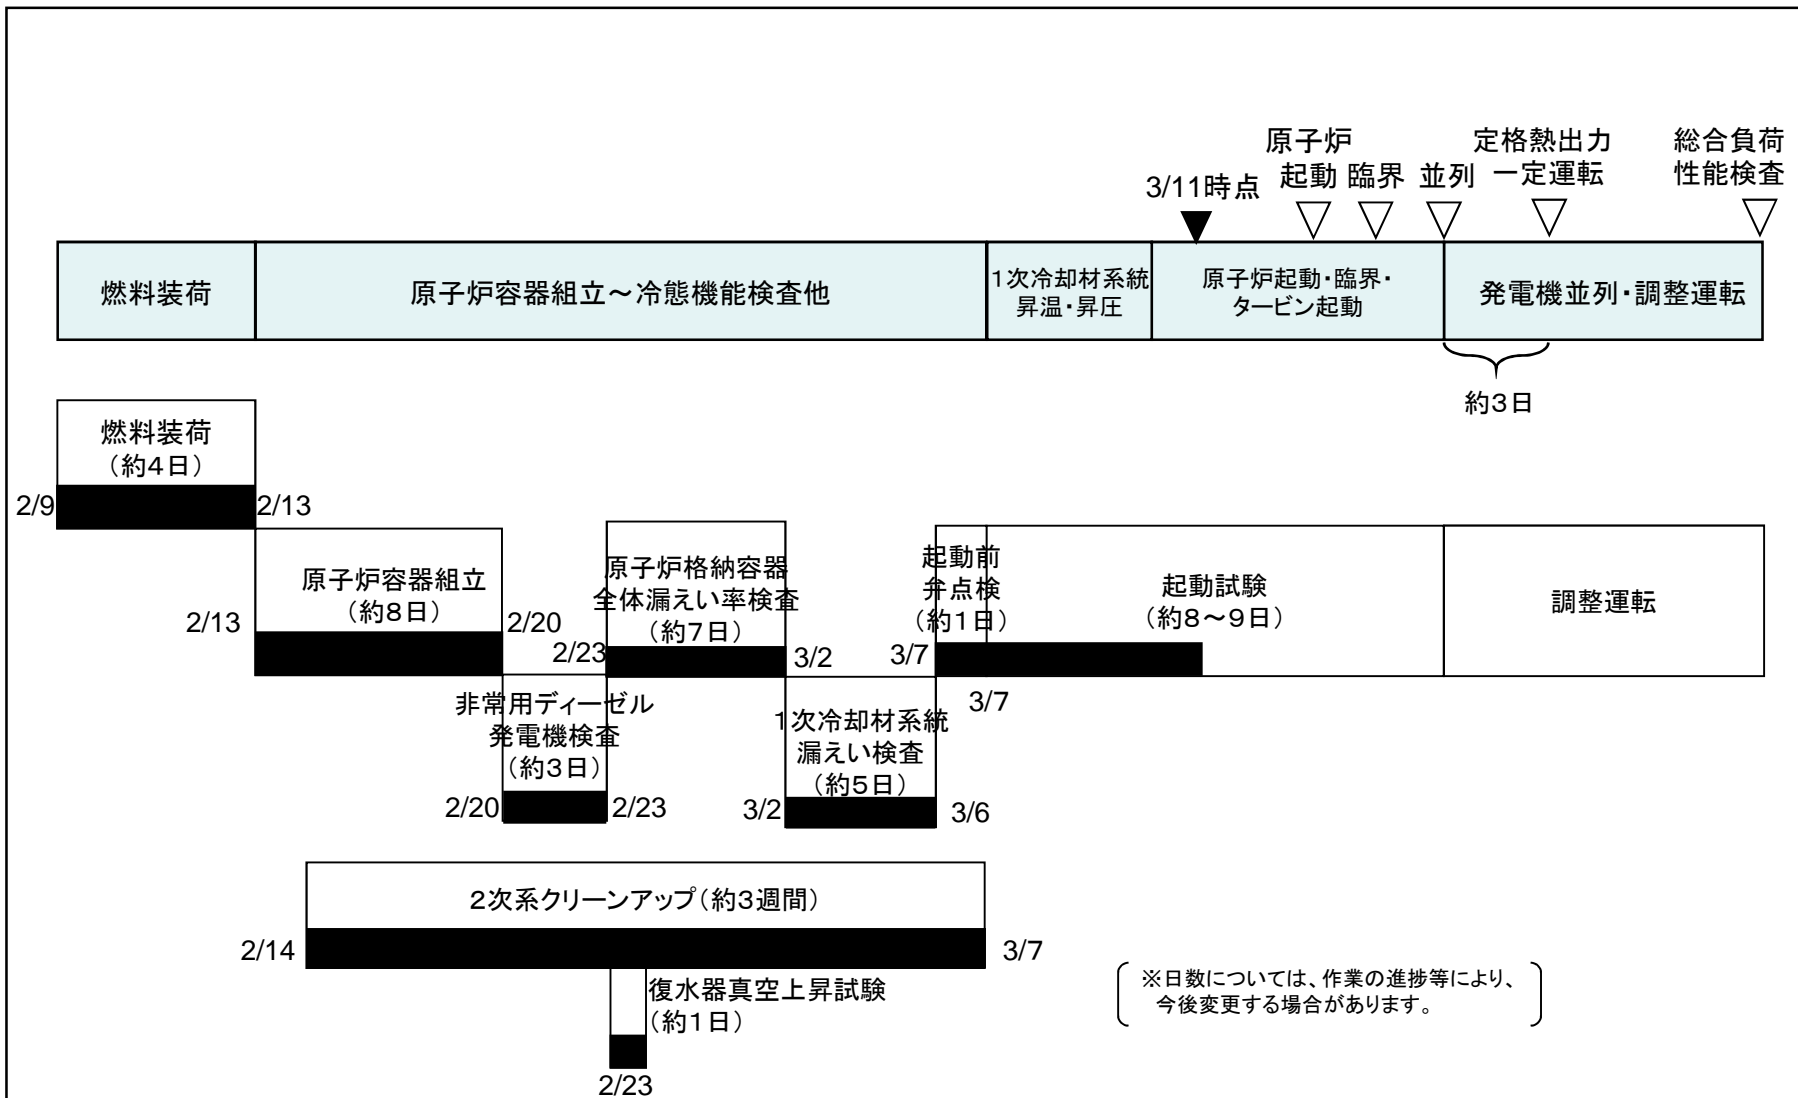 原子炉
起動
臨界
並列
定格熱出力
一定運転
総合負荷
性能検査
3/11時点
燃料装荷
原子炉容器組立～冷態機能検査他
１次冷却材系統
昇温・昇圧
原子炉起動・臨界・
タービン起動
発電機並列・調整運転
約３日
燃料装荷
（約４日）
2/9
2/13
原子炉容器組立
（約８日）
2/13
2/20
原子炉格納容器
全体漏えい率検査
（約７日）
2/23
3/2
起動前
弁点検
（約１日）
3/7
3/7
起動試験
（約８～９日）
調整運転
非常用ディーゼル
発電機検査
（約３日）
2/20
2/23
１次冷却材系統
漏えい検査
（約５日）
3/2
3/6
２次系クリーンアップ（約３週間）
2/14
3/7
復水器真空上昇試験
（約１日）
2/23
※日数については、作業の進捗等により、
今後変更する場合があります。